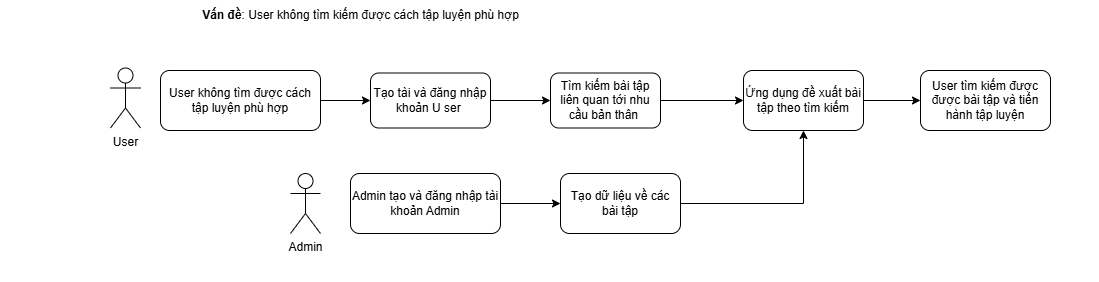 Vấn đề: User không tìm kiếm được cách tập luyện phù hợp
User không tìm được cách
tập luyện phù hợp
Tạo tài và đăng nhập
khoản U ser
Tìm kiếm bài tập
liên quan tới nhu
cầu bản thân
Ứng dụng đề xuất bài
tập theo tìm kiếm
User tìm kiếm được
được bài tập và tiến
hành tập luyện
User
Admin tạo và đăng nhập tài
khoản Admin
Tạo dữ liệu về các
bài tập
Admin